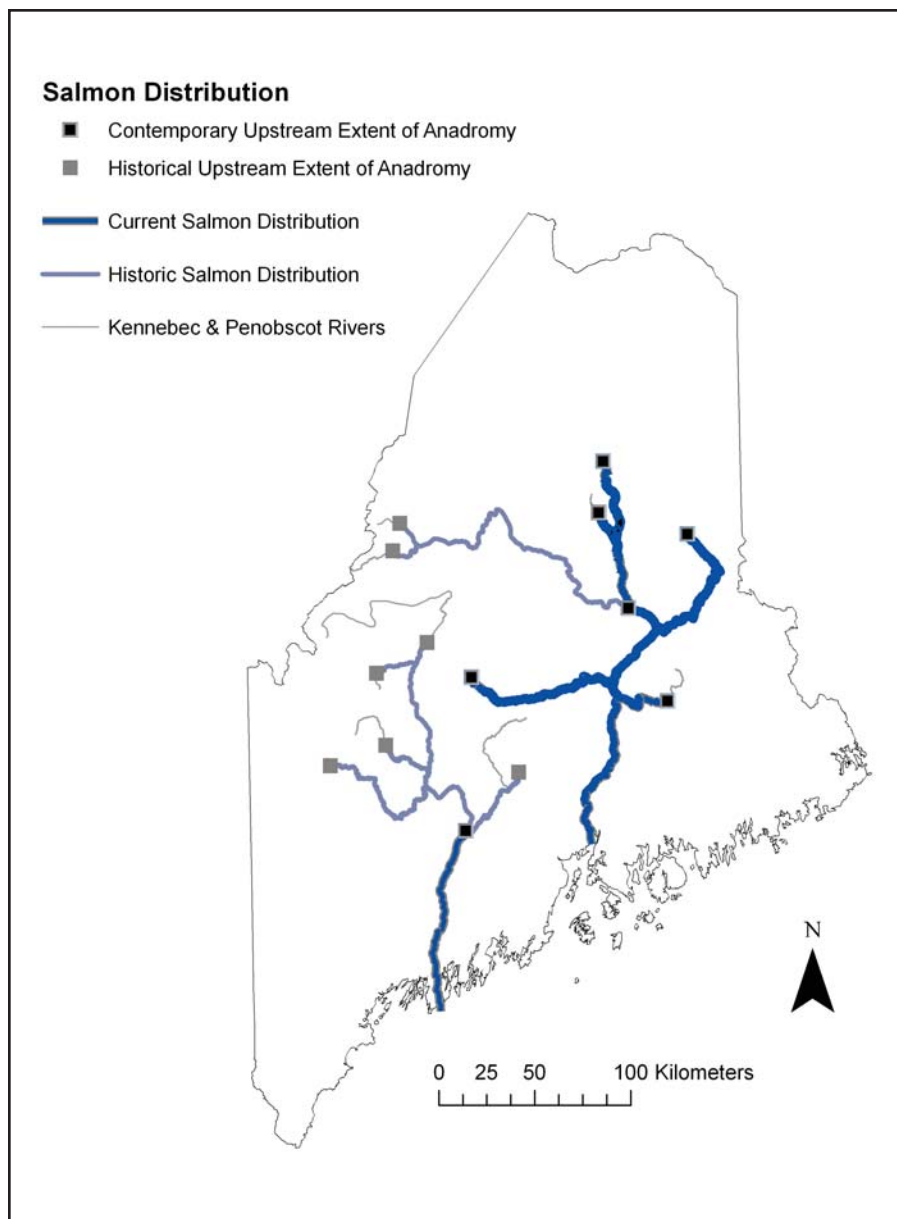 Salmon Distribution
Contemporary Upstream Extent of Anadromy
Historical Upstream Extent of Anadromy
Current Salmon Distribution
Historic Salmon Distribution
Kennebec & Penobscot Rivers
N
0 25 50 100 Kilometers